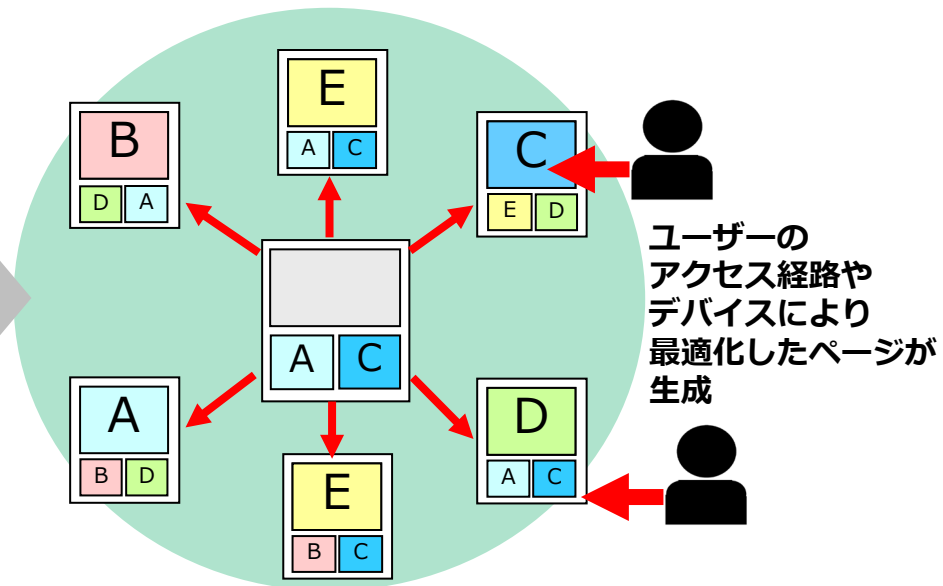 E
A C
B
D A
C
E D
ユーザーの
アクセス経路や
デバイスにより
最適化したページが
生成
A C
A
B D
D
A C
E
B C